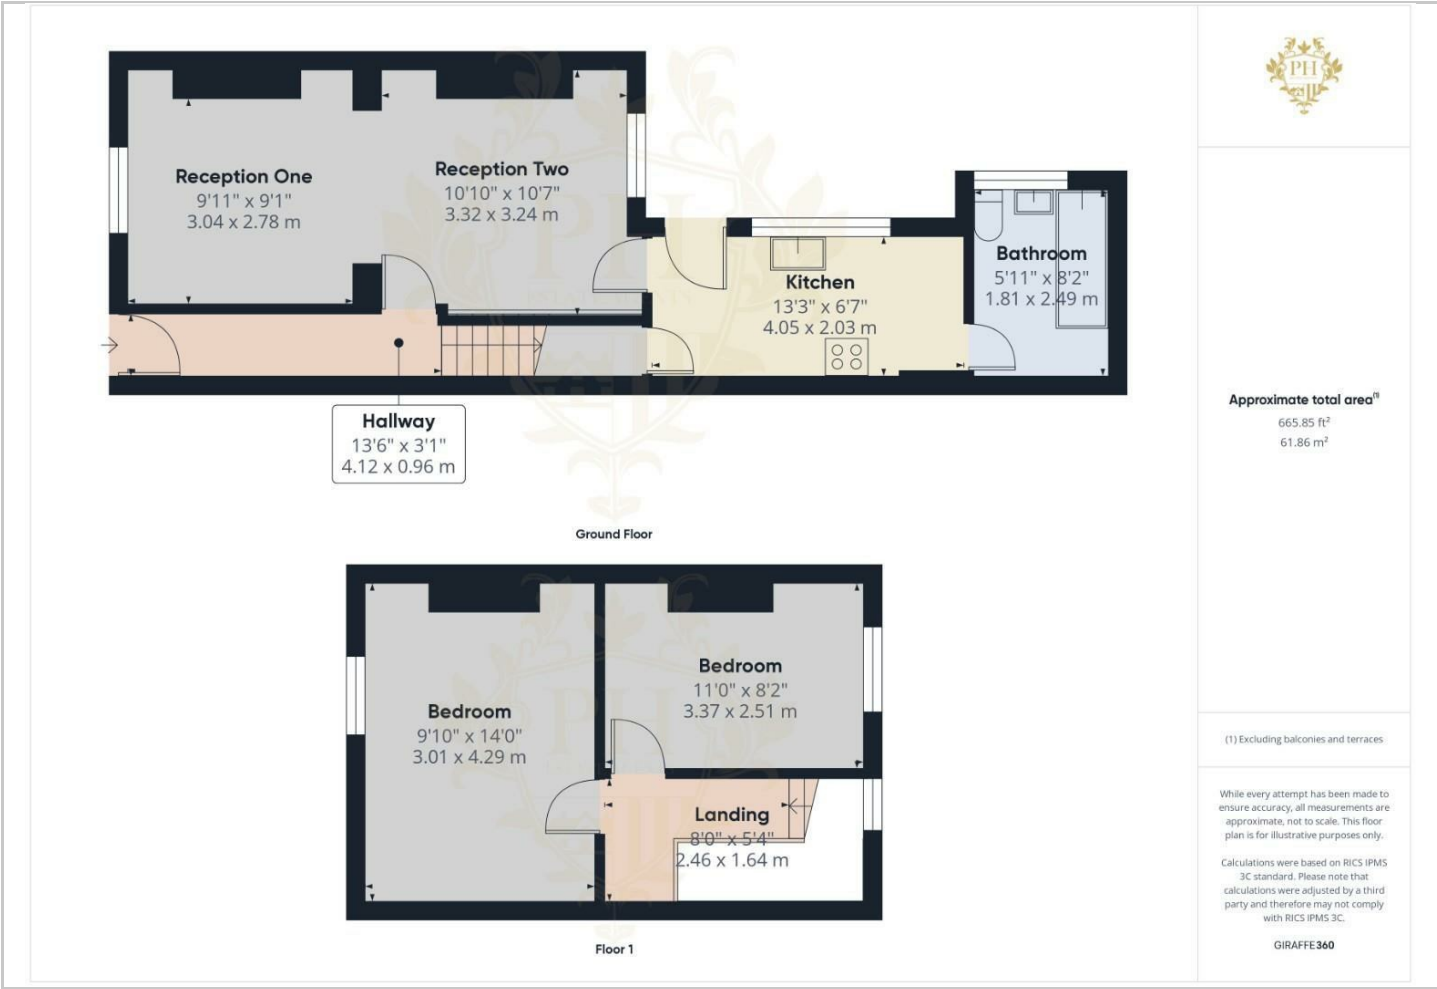 Reception One
9'11" x 9'1"
3.04 x 2.78 m
Reception Two
10'10" x 10'7"
3.32 x 3.24 m
Kitchen
13'3" x 6'7"
4.05 x 2.03 m
Bathroom
5'11" x 8'2"
1.81 x 2.49 m
Hallway
13'6" x 3'1"
4.12 x 0.96 m
Ground Floor
Bedroom
9'10" x 14'0"
3.01 x 4.29 m
Bedroom
11'0" x 8'2"
3.37 x 2.51 m
Landing
8'0" x 5'4"
2.46 x 1.64 m
Floor 1
PH
Approximate total area(1)
665.85 ft²
61.86 m²
(1) Excluding balconies and terraces
While every attempt has been made to
ensure accuracy, all measurements are
approximate, not to scale. This floor
plan is for illustrative purposes only.
Calculations were based on RICS IPMS
3C standard. Please note that
calculations were adjusted by a third
party and therefore may not comply
with RICS IPMS 3C.
GIRAFFE360